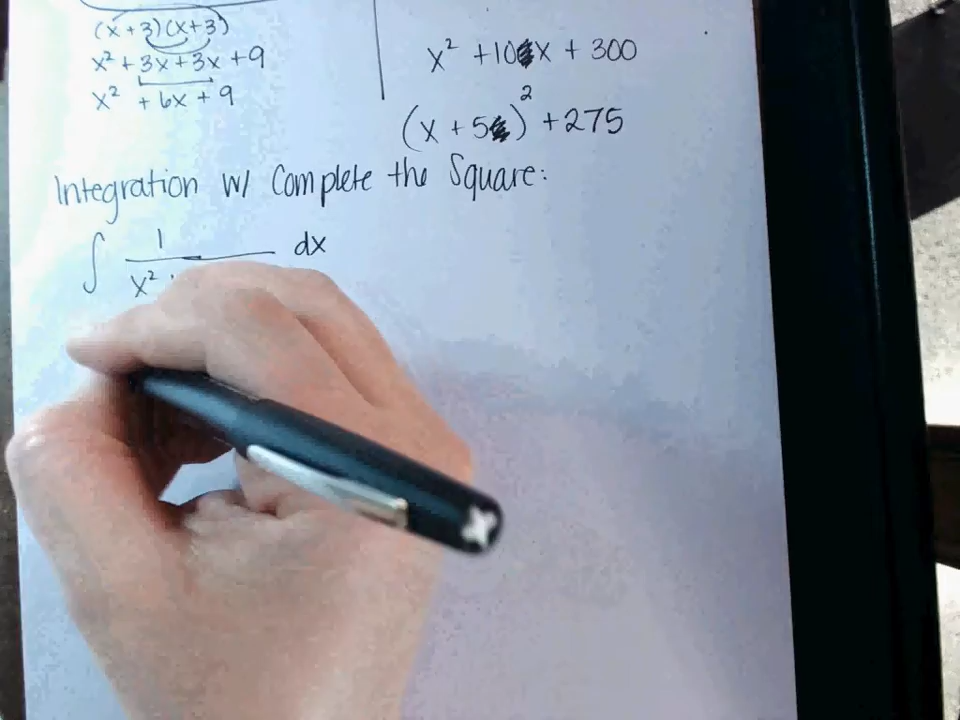 (x+3)(x+3)
x² + 3x + 3x + 9
x² + 6x + 9
x² + 10x + 300
(x + 5)² + 275
Integration w/ Complete the Square:
∫ 1 dx
x²